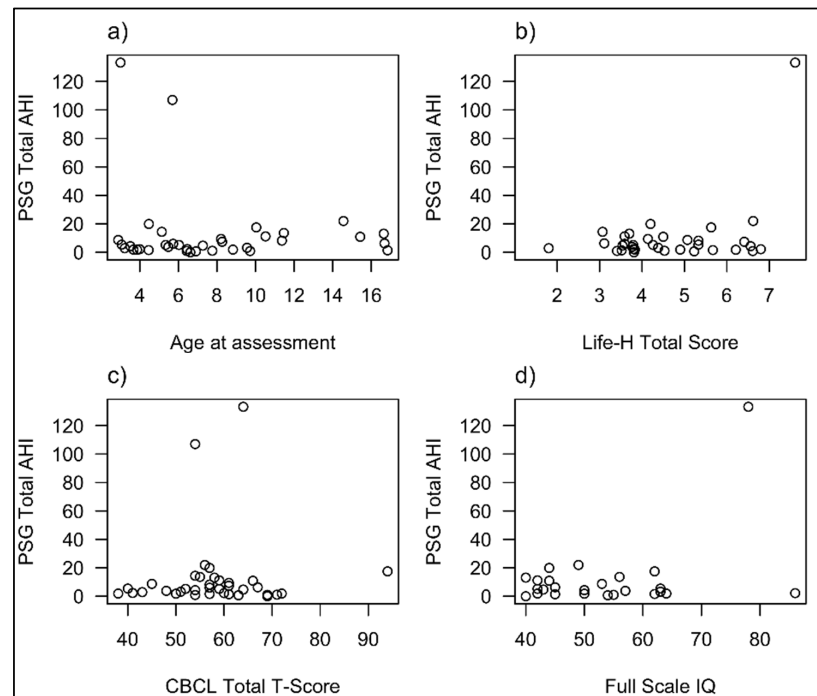 a)
PSG Total AHI
120
100
80
60
40
20
0
4 6 8 10 12 14 16
Age at assessment
b)
PSG Total AHI
120
100
80
60
40
20
0
2 3 4 5 6 7
Life-H Total Score
c)
PSG Total AHI
120
100
80
60
40
20
0
40 50 60 70 80 90
CBCL Total T-Score
d)
PSG Total AHI
120
100
80
60
40
20
0
40 50 60 70 80
Full Scale IQ